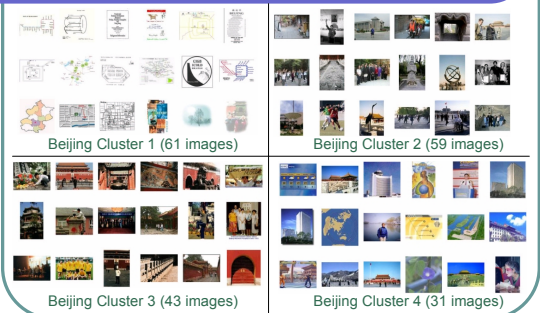 Beijing Cluster 1 (61 images)
Beijing Cluster 2 (59 images)
Beijing Cluster 3 (43 images)
Beijing Cluster 4 (31 images)